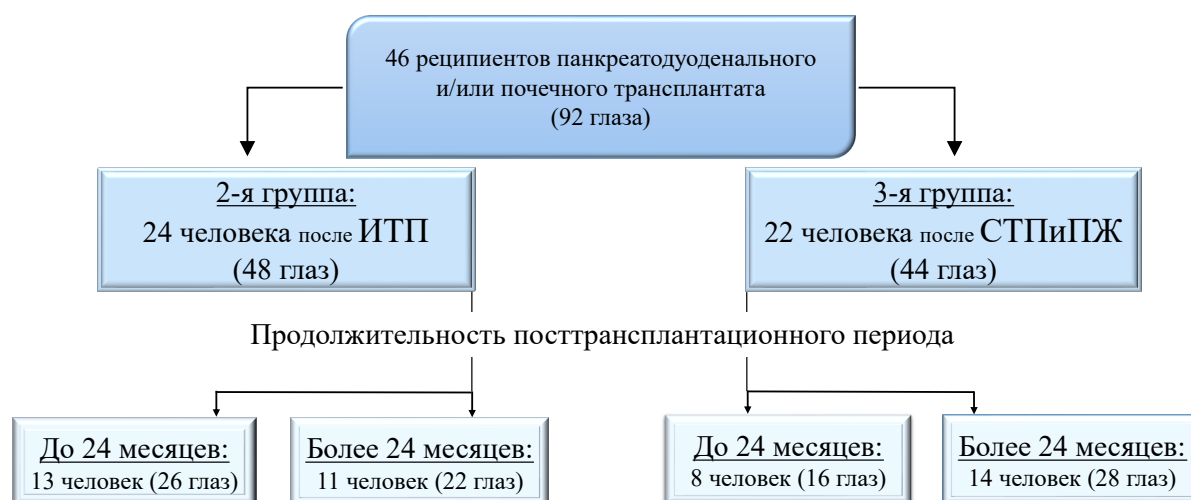 46 реципиентов панкреатодуоденального
и/или почечного трансплантата
(92 глаза)
2-я группа:
24 человека после ИТП
(48 глаз)
3-я группа:
22 человека после СТПиПЖ
(44 глаз)
Продолжительность посттрансплантационного периода
До 24 месяцев:
13 человек (26 глаз)
Более 24 месяцев:
11 человек (22 глаз)
До 24 месяцев:
8 человек (16 глаз)
Более 24 месяцев:
14 человек (28 глаз)